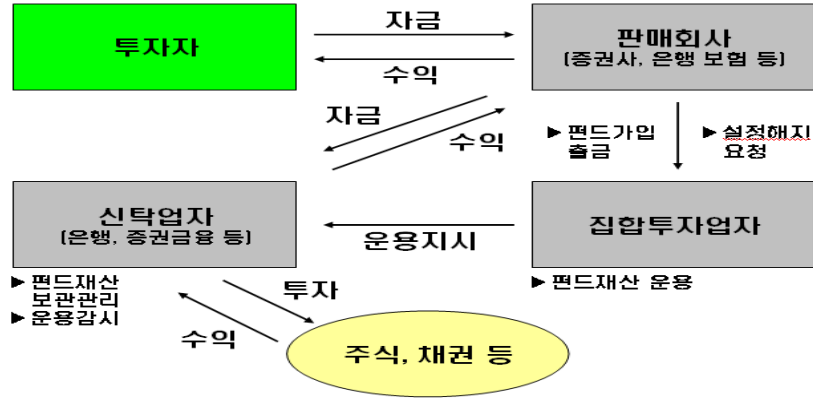 투자자
자금
수익
판매회사
(증권사, 은행 보험 등)
자금
수익
▶ 펀드가입
출금
▶ 설정해지
요청
신탁업자
(은행, 증권금융 등)
운용지시
집합투자업자
▶ 펀드재산
보관관리
▶ 운용감시
▶ 펀드재산 운용
투자
수익
주식, 채권 등